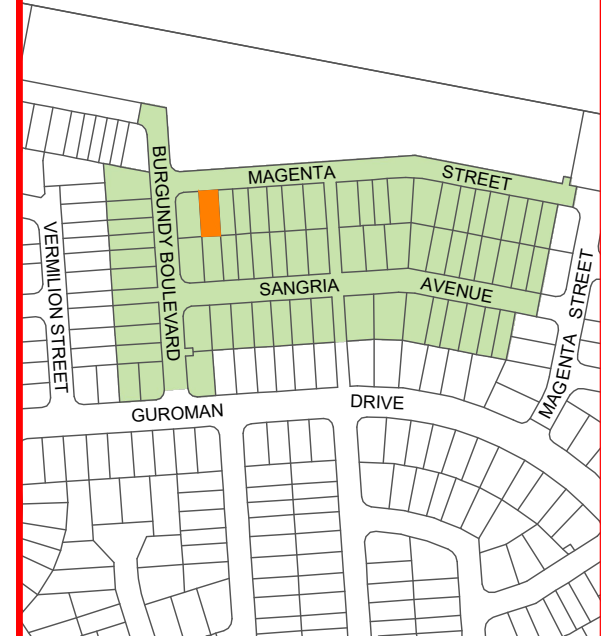 MAGENTA
STREET
BURGUNDY BOULEVARD
VERMILION STREET
SANGRIA
AVENUE
MAGENTA STREET
GUROMAN
DRIVE